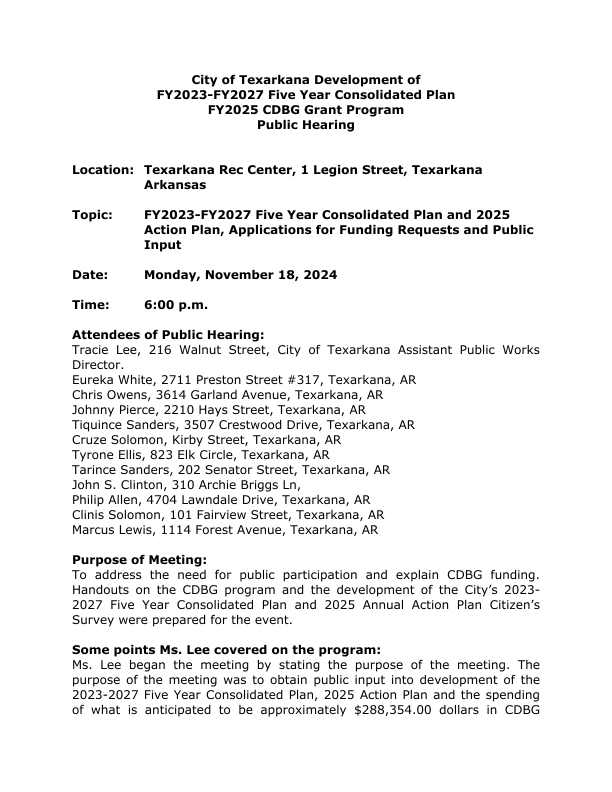 City of Texarkana Development of
FY2023-FY2027 Five Year Consolidated Plan
FY2025 CDBG Grant Program
Public Hearing
Location: Texarkana Rec Center, 1 Legion Street, Texarkana
Arkansas
Topic: FY2023-FY2027 Five Year Consolidated Plan and 2025
Action Plan, Applications for Funding Requests and Public
Input
Date: Monday, November 18, 2024
Time: 6:00 p.m.
Attendees of Public Hearing:
Tracie Lee, 216 Walnut Street, City of Texarkana Assistant Public Works
Director.
Eureka White, 2711 Preston Street #317, Texarkana, AR
Chris Owens, 3614 Garland Avenue, Texarkana, AR
Johnny Pierce, 2210 Hays Street, Texarkana, AR
Tiquince Sanders, 3507 Crestwood Drive, Texarkana, AR
Cruze Solomon, Kirby Street, Texarkana, AR
Tyrone Ellis, 823 Elk Circle, Texarkana, AR
Tarince Sanders, 202 Senator Street, Texarkana, AR
John S. Clinton, 310 Archie Briggs Ln,
Philip Allen, 4704 Lawndale Drive, Texarkana, AR
Clinis Solomon, 101 Fairview Street, Texarkana, AR
Marcus Lewis, 1114 Forest Avenue, Texarkana, AR
Purpose of Meeting:
To address the need for public participation and explain CDBG funding.
Handouts on the CDBG program and the development of the City’s 2023-
2027 Five Year Consolidated Plan and 2025 Annual Action Plan Citizen’s
Survey were prepared for the event.
Some points Ms. Lee covered on the program:
Ms. Lee began the meeting by stating the purpose of the meeting. The
purpose of the meeting was to obtain public input into development of the
2023-2027 Five Year Consolidated Plan, 2025 Action Plan and the spending
of what is anticipated to be approximately $288,354.00 dollars in CDBG